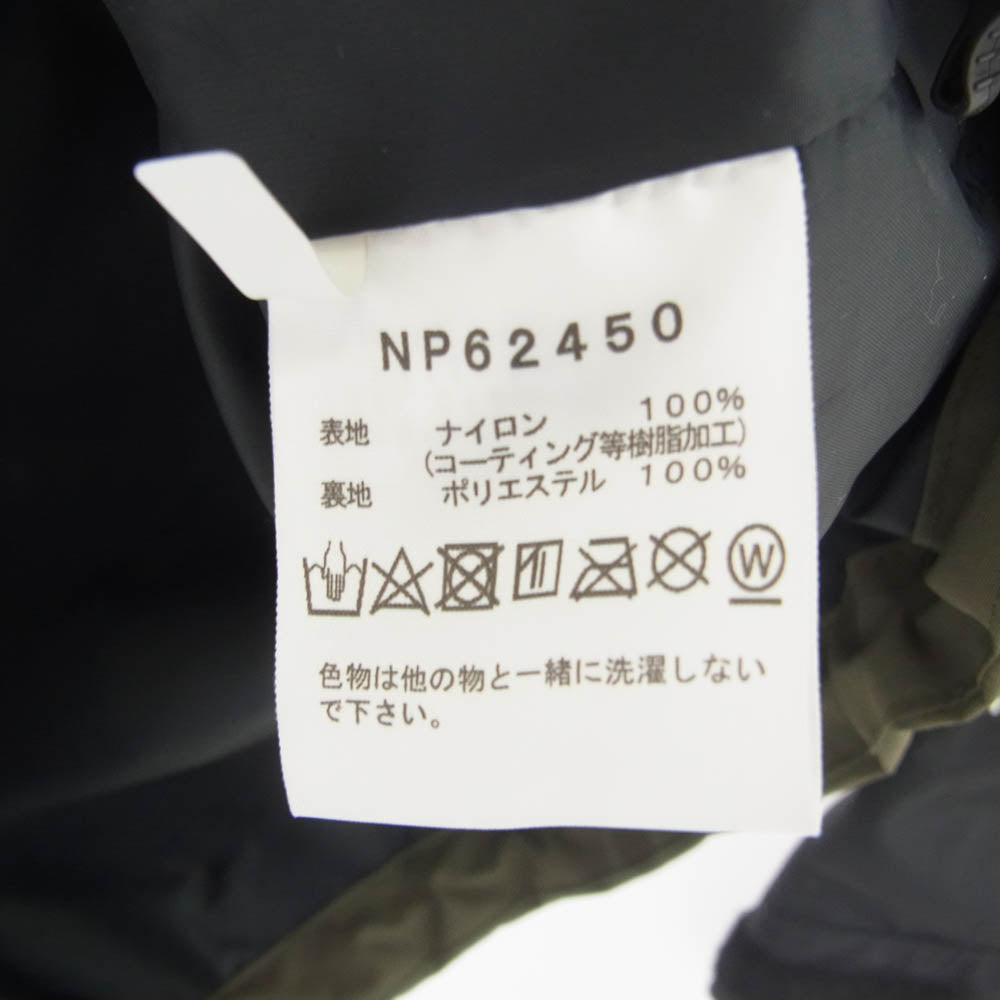 NP62450
表地 ナイロン 100%
(コーティング等樹脂加工)
裏地 ポリエステル 100%
W
色物は他の物と一緒に洗濯しない
で下さい。